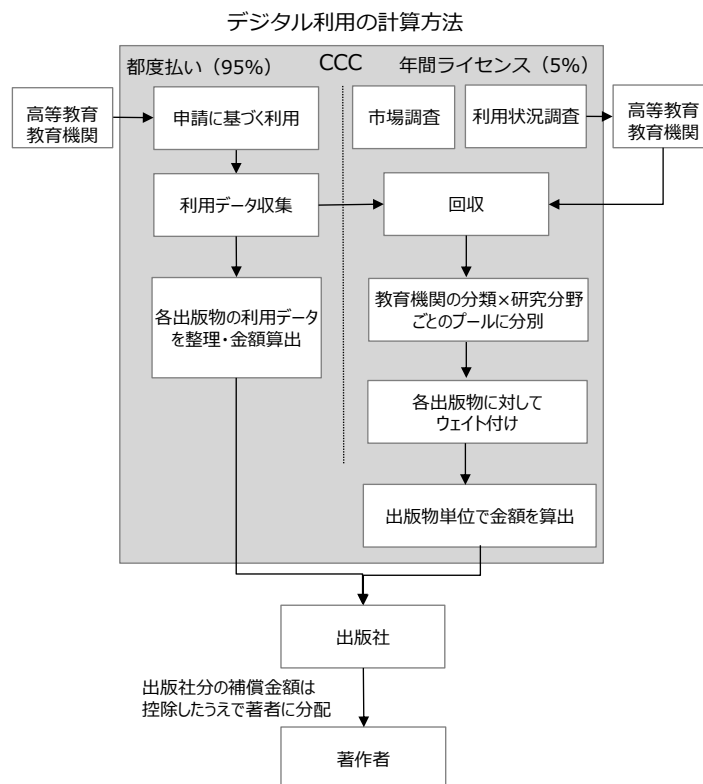 デジタル利用の計算方法
都度払い（95%）
CCC
年間ライセンス（5%）
高等教育
教育機関
申請に基づく利用
市場調査
利用状況調査
高等教育
教育機関
利用データ収集
回収
各出版物の利用データ
を整理・金額算出
教育機関の分類×研究分野
ごとのプールに分別
各出版物に対して
ウェイト付け
出版物単位で金額を算出
出版社
出版社分の補償金額は
控除したうえで著者に分配
著作者